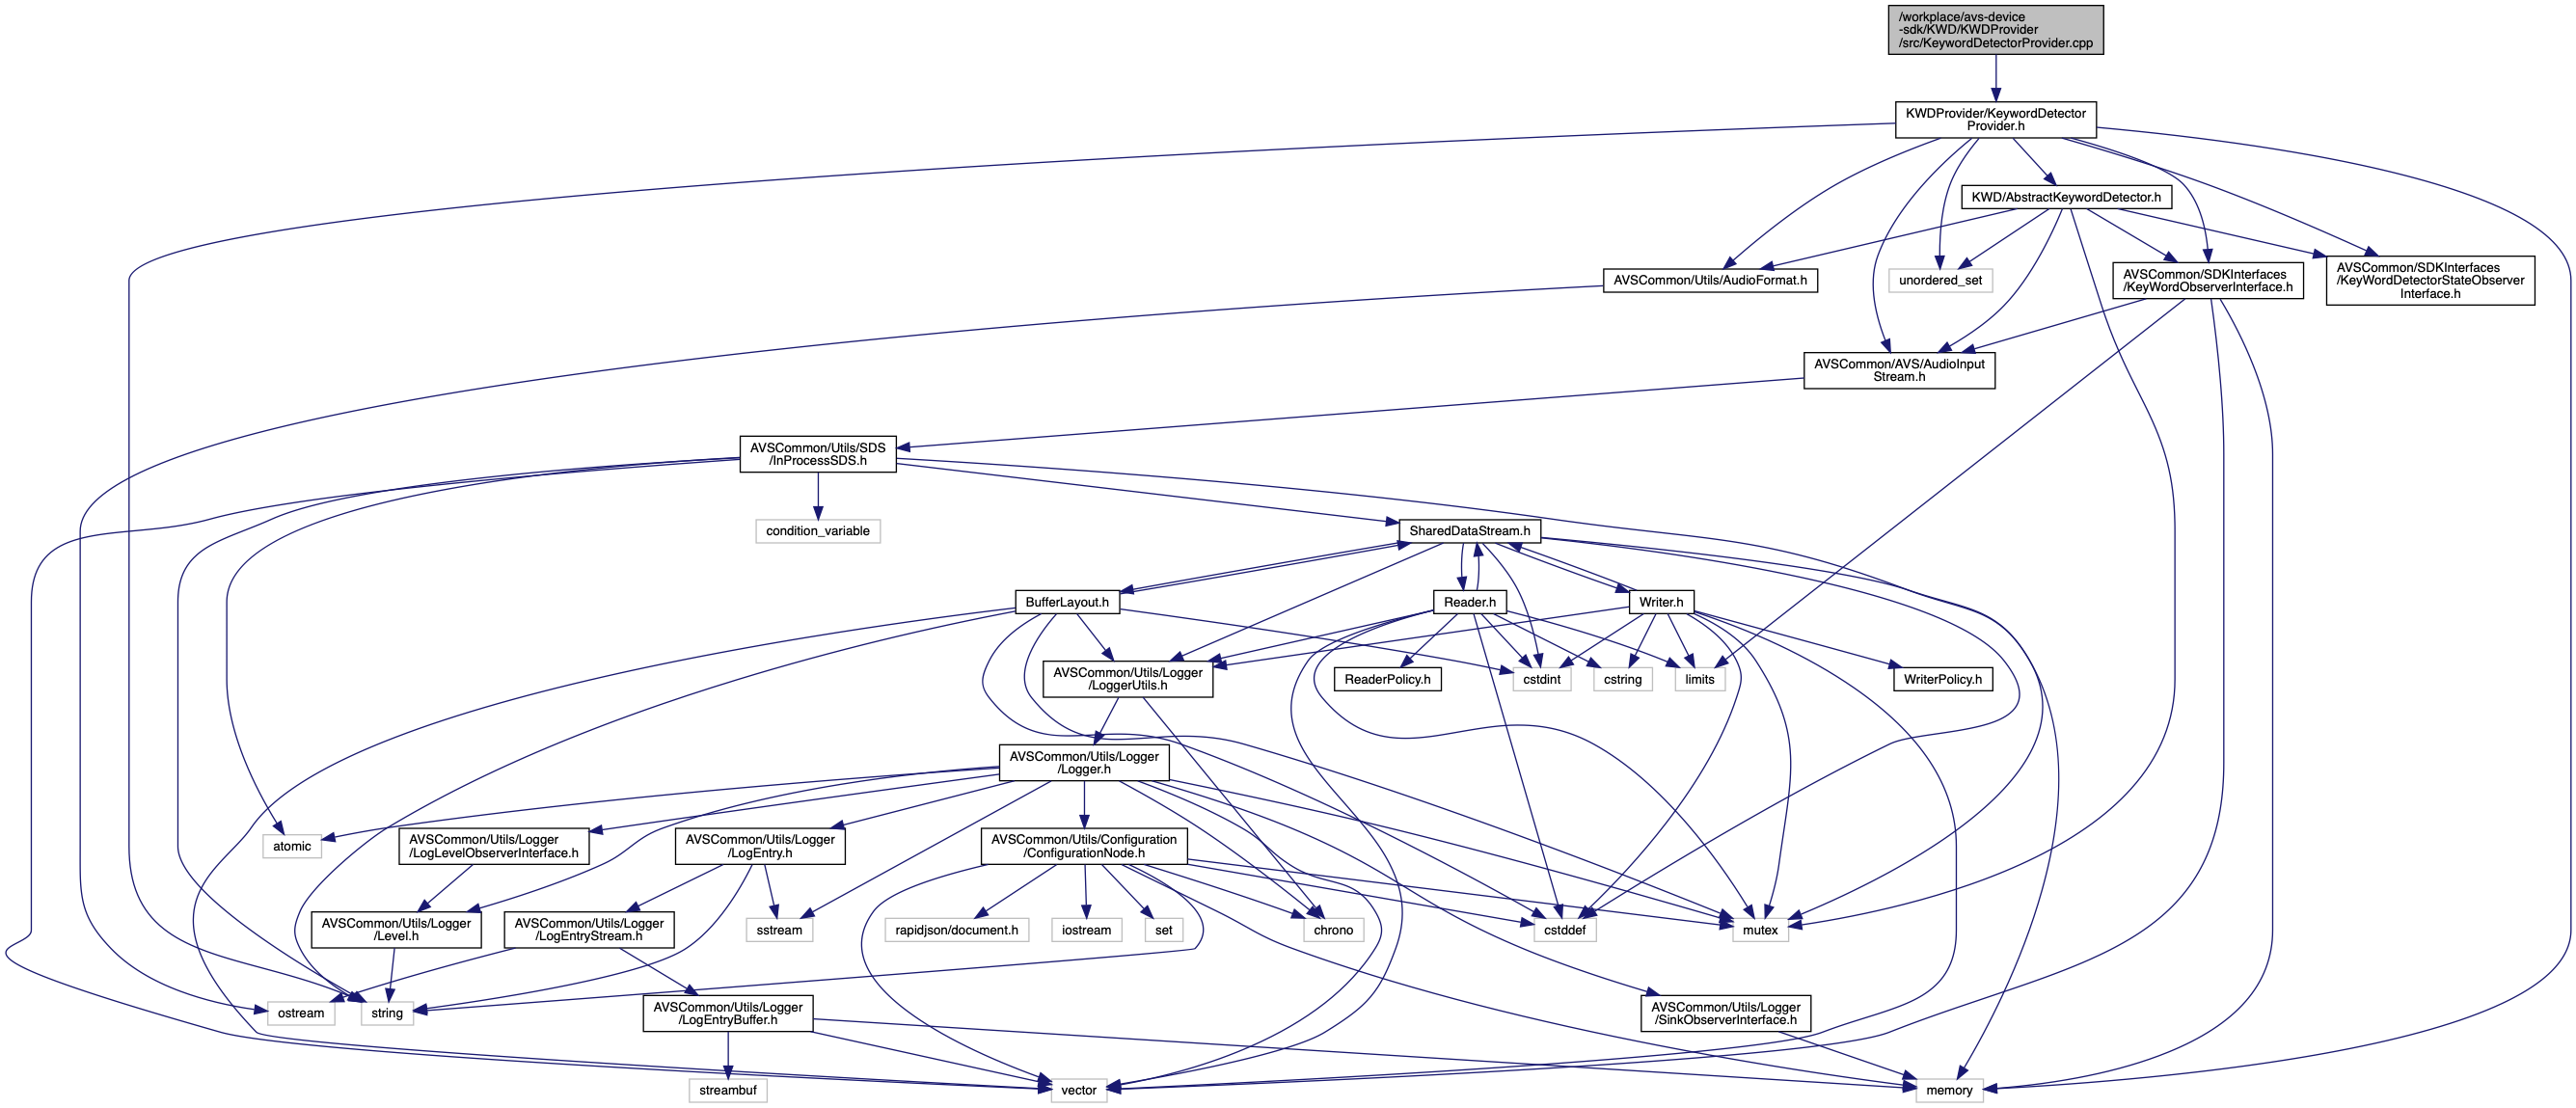 /workplace/avs-device
-sdk/KWD/KWDProvider
/src/KeywordDetectorProvider.cpp
KWDProvider/KeywordDetector
Provider.h
KWD/AbstractKeywordDetector.h
AVSCommon/Utils/AudioFormat.h
unordered_set
AVSCommon/SDKInterfaces
/KeyWordObserverInterface.h
AVSCommon/SDKInterfaces
/KeyWordDetectorStateObserver
Interface.h
AVSCommon/AVS/AudioInput
Stream.h
AVSCommon/Utils/SDS
/InProcessSDS.h
condition_variable
SharedDataStream.h
BufferLayout.h
Reader.h
Writer.h
AVSCommon/Utils/Logger
/LoggerUtils.h
ReaderPolicy.h
cstdint
cstring
limits
WriterPolicy.h
AVSCommon/Utils/Logger
/Logger.h
atomic
AVSCommon/Utils/Logger
/LogLevelObserverInterface.h
AVSCommon/Utils/Logger
/LogEntry.h
AVSCommon/Utils/Configuration
/ConfigurationNode.h
AVSCommon/Utils/Logger
/Level.h
AVSCommon/Utils/Logger
/LogEntryStream.h
sstream
rapidjson/document.h
iostream
set
chrono
cstddef
mutex
ostream
string
AVSCommon/Utils/Logger
/LogEntryBuffer.h
AVSCommon/Utils/Logger
/SinkObserverInterface.h
streambuf
vector
memory